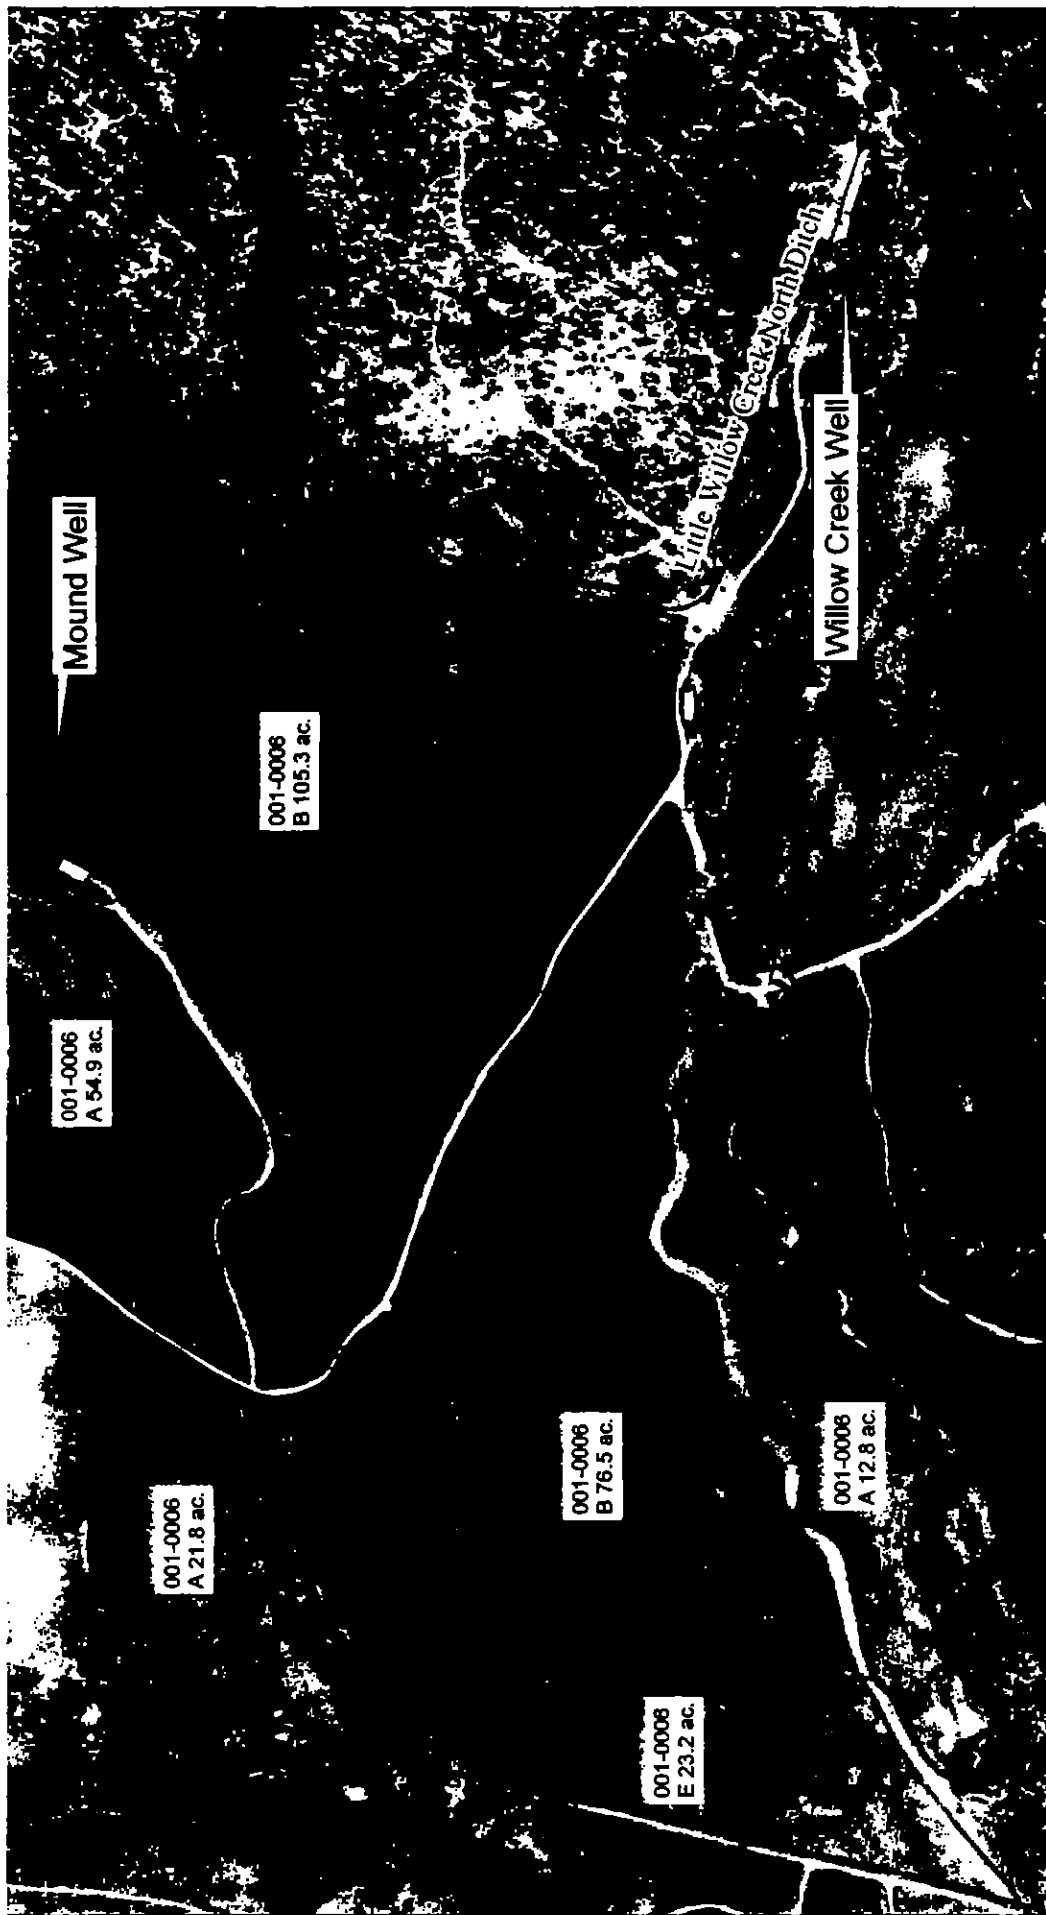 Mound Well
001-0006
A 54.9 ac.
001-0006
A 21.8 ac.
001-0006
B 105.3 ac.
001-0006
B 76.5 ac.
001-0006
E 23.2 ac.
Little Willow Creek North Ditch
Willow Creek Well
001-0006
A 12.8 ac.